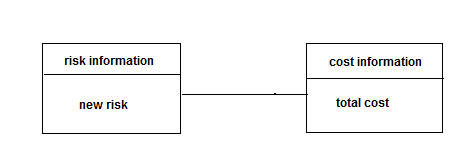 risk information
new risk
cost information
total cost